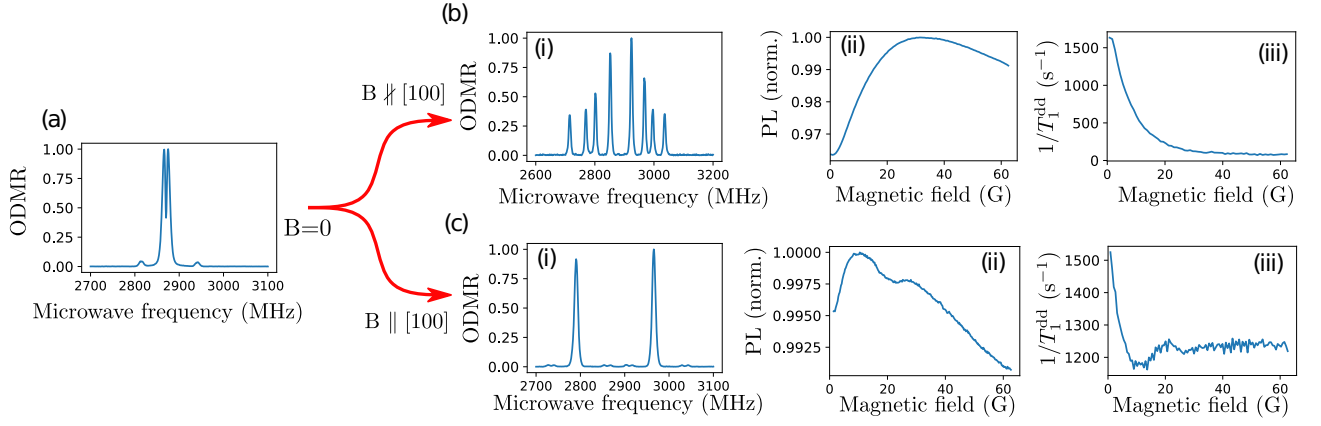 (a)
ODMR
1.00
0.75
0.50
0.25
0.00
2700 2800 2900 3000 3100
Microwave frequency (MHz)
B=0
B ∦ [100]
B ∥ [100]
(b)
(i)
ODMR
1.00
0.75
0.50
0.25
0.00
2600 2800 3000 3200
Microwave frequency (MHz)
(ii)
PL (norm.)
1.00
0.99
0.98
0.97
0 20 40 60
Magnetic field (G)
(iii)
1/T₁ᵈᵈ (s⁻¹)
1500
1000
500
0
0 20 40 60
Magnetic field (G)
(c)
(i)
ODMR
1.00
0.75
0.50
0.25
0.00
2700 2800 2900 3000 3100
Microwave frequency (MHz)
(ii)
PL (norm.)
1.0000
0.9975
0.9950
0.9925
0 20 40 60
Magnetic field (G)
(iii)
1/T₁ᵈᵈ (s⁻¹)
1500
1400
1300
1200
0 20 40 60
Magnetic field (G)